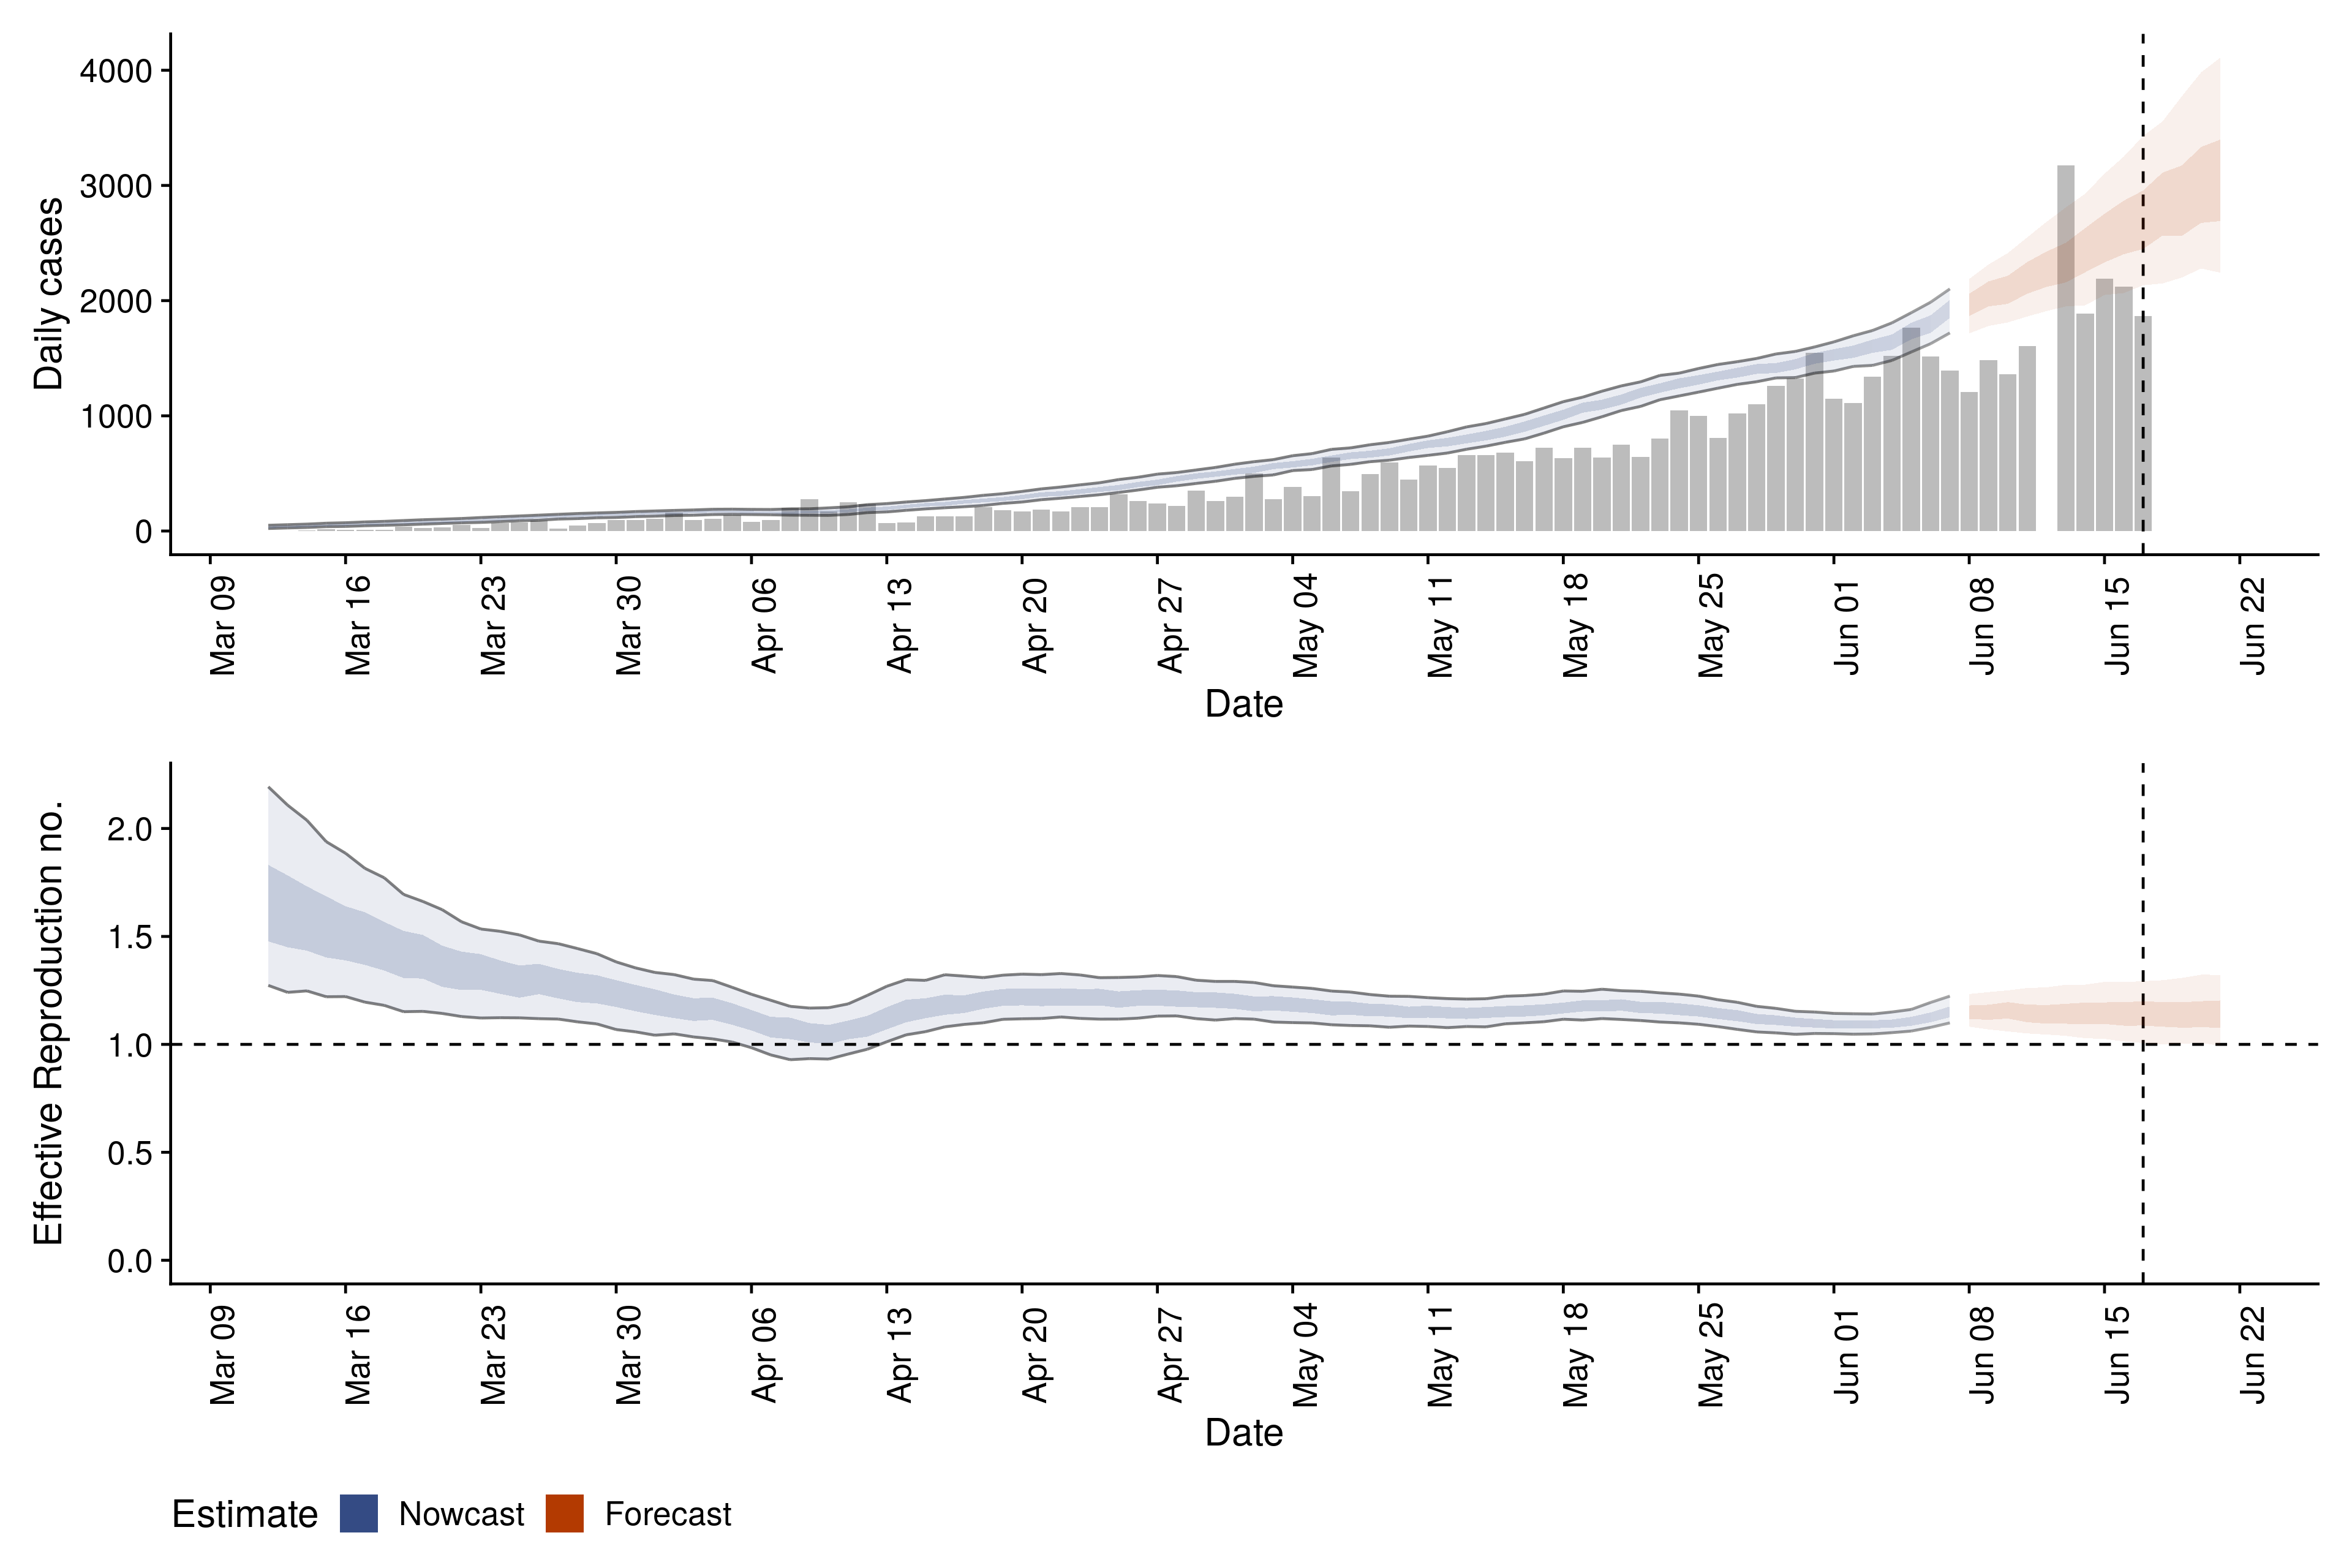 4000
3000
2000
1000
0
Daily cases
Mar 09 Mar 16 Mar 23 Mar 30 Apr 06 Apr 13 Apr 20 Apr 27 May 04 May 11 May 18 May 25 Jun 01 Jun 08 Jun 15 Jun 22
Date
2.0
1.5
1.0
0.5
0.0
Effective Reproduction no.
Mar 09 Mar 16 Mar 23 Mar 30 Apr 06 Apr 13 Apr 20 Apr 27 May 04 May 11 May 18 May 25 Jun 01 Jun 08 Jun 15 Jun 22
Date
Estimate Nowcast Forecast